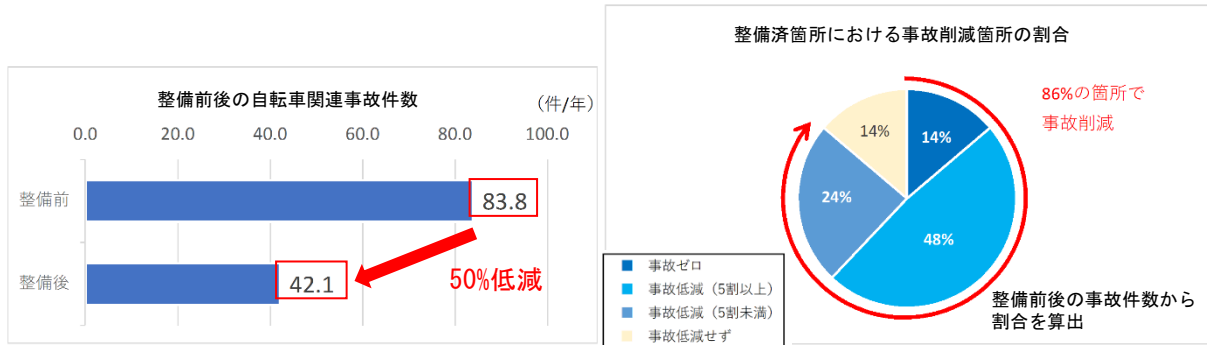 整備前後の自転車関連事故件数
(件/年)
0.0 20.0 40.0 60.0 80.0 100.0
整備前
83.8
整備後
42.1
50%低減
整備済箇所における事故削減箇所の割合
86%の箇所で
事故削減
14%
14%
24%
48%
事故ゼロ
事故低減（5割以上）
事故低減（5割未満）
事故低減せず
整備前後の事故件数から
割合を算出